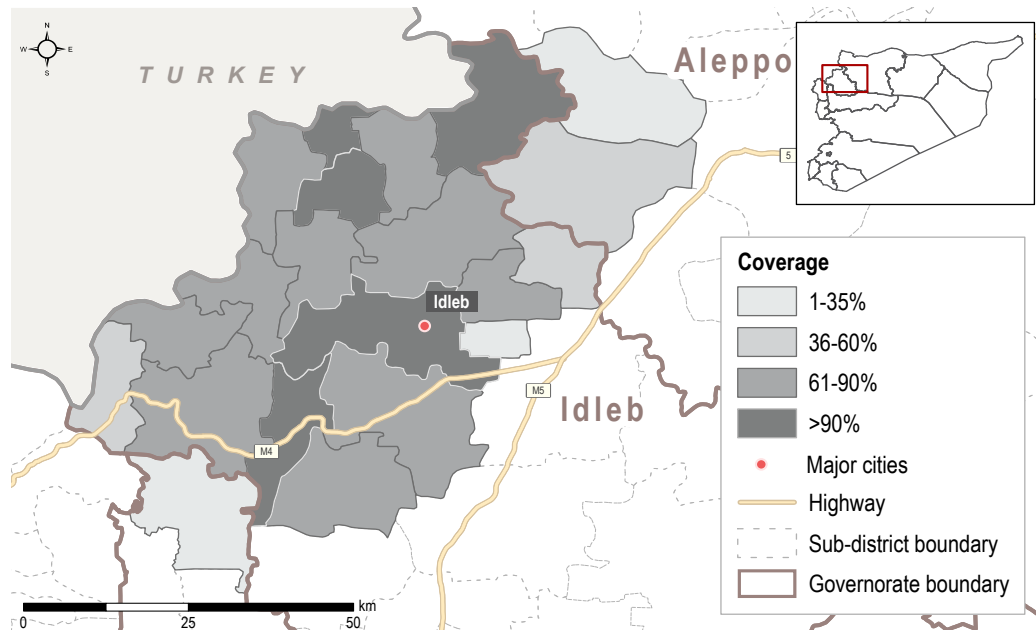 N
W E
S
TURKEY
Aleppo
5
Idleb
Idleb
M5
M4
Coverage
1-35%
36-60%
61-90%
>90%
Major cities
Highway
Sub-district boundary
Governorate boundary
km
0 25 50